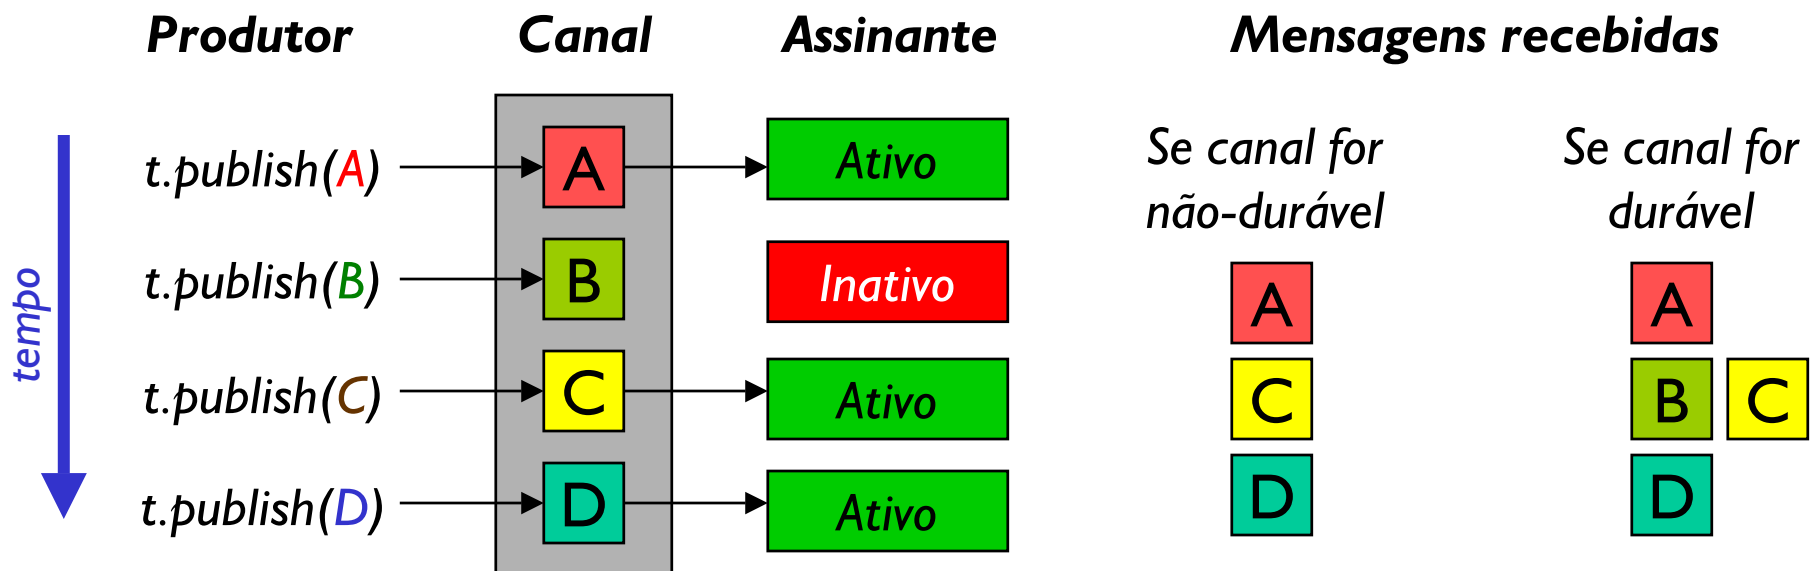 Produtor Canal Assinante Mensagens recebidas
tempo
t.publish(A) A Ativo
Se canal for
não-durável
Se canal for
durável
t.publish(B) B Inativo
A A
t.publish(C) C Ativo
C B C
t.publish(D) D Ativo
D D